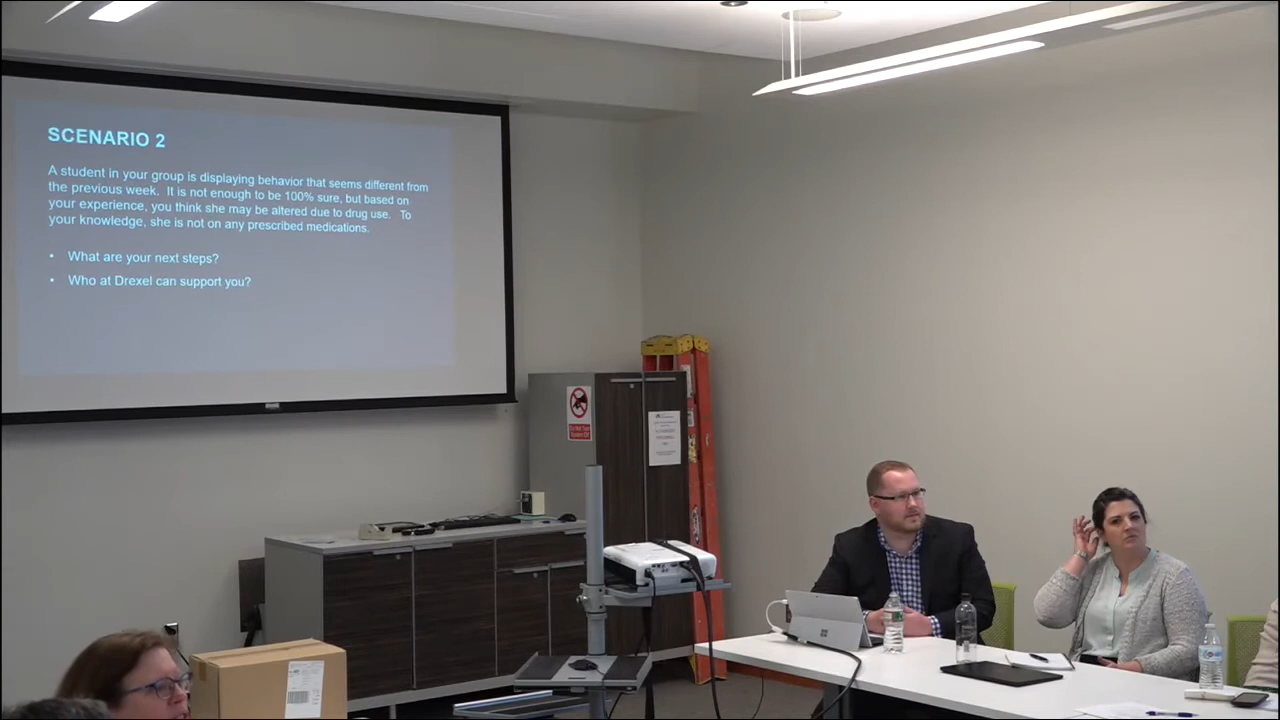 SCENARIO 2
A student in your group is displaying behavior that seems different from
the previous week. It is not enough to be 100% sure, but based on
your experience, you think she may be altered due to drug use. To
your knowledge, she is not on any prescribed medications.
• What are your next steps?
• Who at Drexel can support you?
Do Not Turn